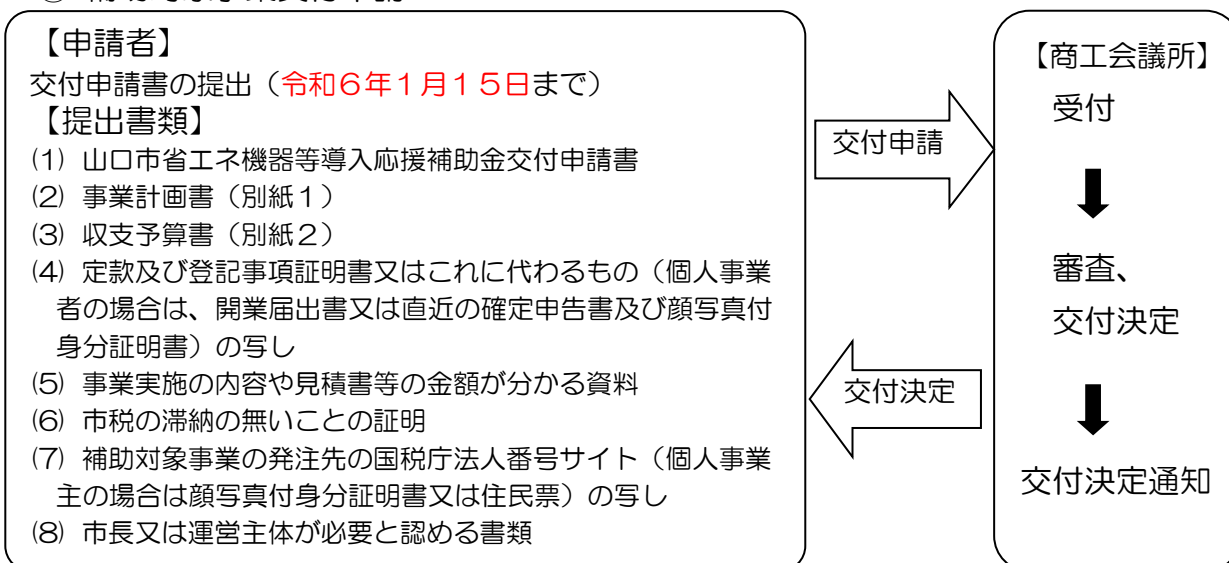 【申請者】
交付申請書の提出（令和６年１月１５日まで）
【提出書類】
⑴ 山口市省エネ機器等導入応援補助金交付申請書
⑵ 事業計画書（別紙１）
⑶ 収支予算書（別紙２）
⑷ 定款及び登記事項証明書又はこれに代わるもの（個人事業
者の場合は、開業届出書又は直近の確定申告書及び顔写真付
身分証明書）の写し
⑸ 事業実施の内容や見積書等の金額が分かる資料
⑹ 市税の滞納の無いことの証明
⑺ 補助対象事業の発注先の国税庁法人番号サイト（個人事業
主の場合は顔写真付身分証明書又は住民票）の写し
⑻ 市長又は運営主体が必要と認める書類
交付申請
交付決定
【商工会議所】
受付
審査、
交付決定
交付決定通知